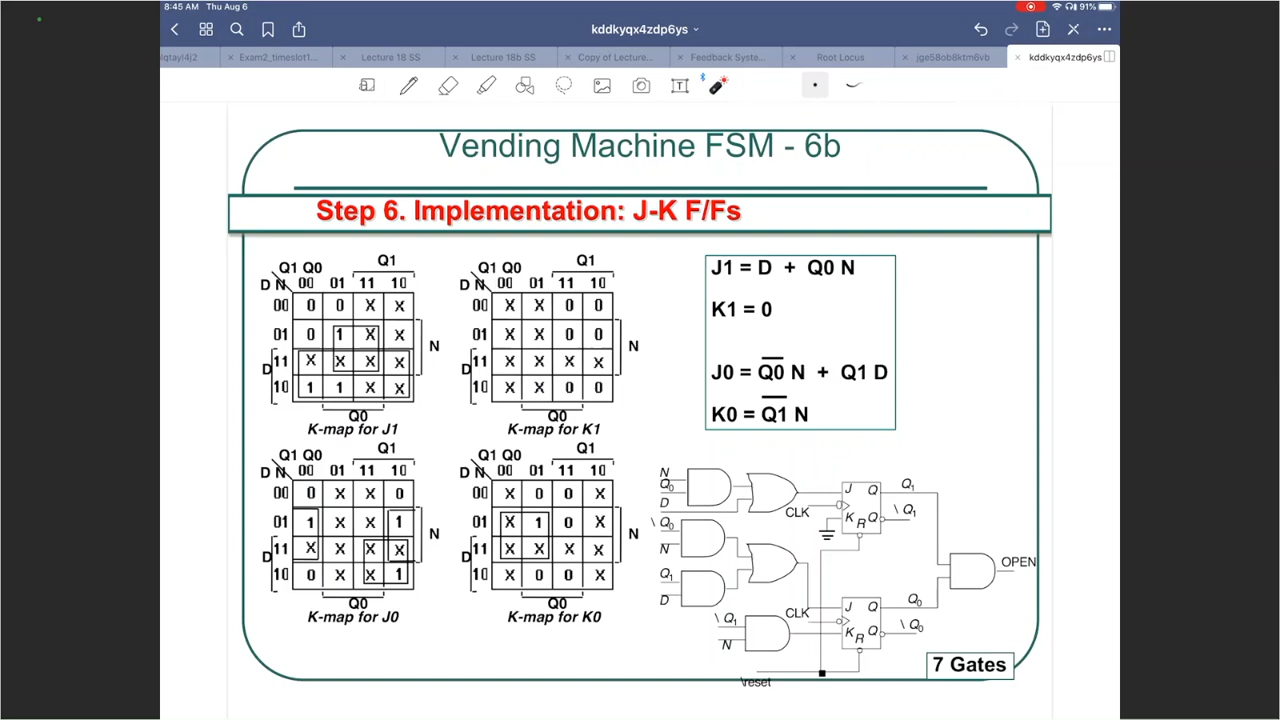 8:45 AM Thu Aug 6
91%
kddkyqx4zdp6ys
lqtayl4j2
Exam2_timeslot1...
Lecture 18 SS
Lecture 18b SS
Copy of Lecture...
Feedback Syste...
Root Locus
jge58ob8ktm6vb
kddkyqx4zdp6ys
T
Vending Machine FSM - 6b
Step 6. Implementation: J-K F/Fs
Q1 Q0 Q1
D N 00 01 11 10
00 0 0 X X
01 0 1 X X N
D 11 X X X X
10 1 1 X X
Q0
K-map for J1
Q1 Q0 Q1
D N 00 01 11 10
00 X X 0 0
01 X X 0 0 N
D 11 X X X X
10 X X 0 0
Q0
K-map for K1
J1 = D + Q0 N
K1 = 0
J0 = Q̅0̅ N + Q1 D
K0 = Q̅1̅ N
Q1 Q0 Q1
D N 00 01 11 10
00 0 X X 0
01 1 X X 1 N
D 11 X X X X
10 0 X X 1
Q0
K-map for J0
Q1 Q0 Q1
D N 00 01 11 10
00 X 0 0 X
01 X 1 0 X N
D 11 X X X X
10 X 0 0 X
Q0
K-map for K0
N
Q0
D
\ Q0
N
Q1
D
\ Q1
N
CLK
J Q
K R Q
Q1
\ Q1
CLK
J Q
K R Q
Q0
\ Q0
OPEN
\reset
7 Gates